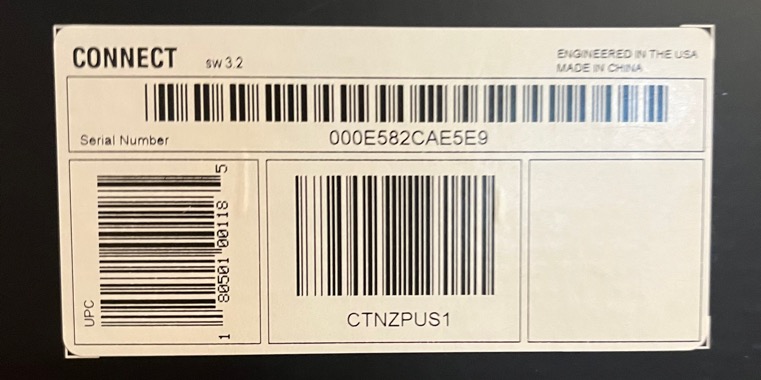 CONNECT sw 3.2
ENGINEERED IN THE USA
MADE IN CHINA
Serial Number 000E582CAE5E9
UPC
1 80501 00118 5
CTNZPUS1